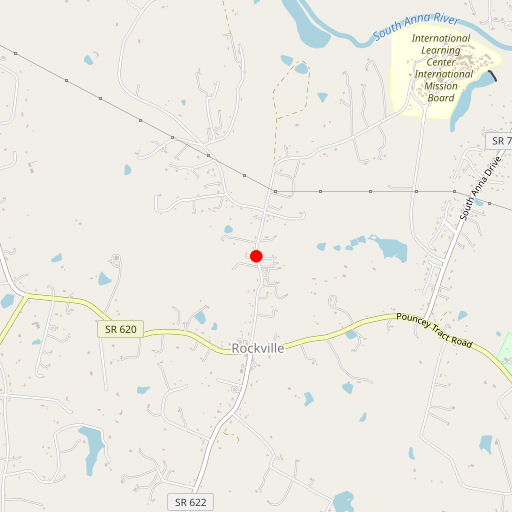 South Anna River
International
Learning
Center
- International
Mission
Board
SR 7
South Anna Drive
SR 620
Pouncey Tract Road
Rockville
SR 622